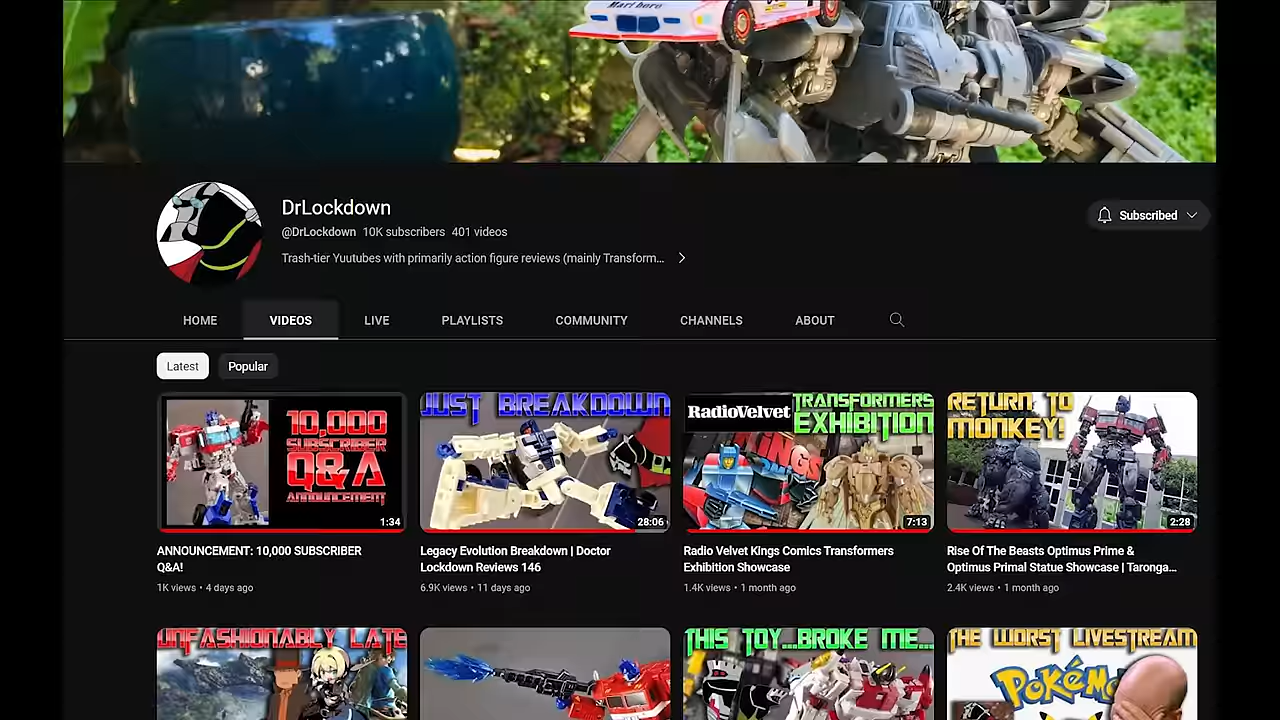 Marlboro
DrLockdown
@DrLockdown 10K subscribers 401 videos
Trash-tier Yuutubes with primarily action figure reviews (mainly Transform...
Subscribed
HOME VIDEOS LIVE PLAYLISTS COMMUNITY CHANNELS ABOUT
Latest Popular
10,000
SUBSCRIBER
Q&A
ANNOUNCEMENT
1:34
JUST BREAKDOWN
28:06
RadioVelvet
TRANSFORMERS
EXHIBITION
KINGS
7:13
RETURN TO
MONKEY!
2:28
ANNOUNCEMENT: 10,000 SUBSCRIBER
Q&A!
1K views • 4 days ago
Legacy Evolution Breakdown | Doctor
Lockdown Reviews 146
6.9K views • 11 days ago
Radio Velvet Kings Comics Transformers
Exhibition Showcase
1.4K views • 1 month ago
Rise Of The Beasts Optimus Prime &
Optimus Primal Statue Showcase | Taronga...
2.4K views • 1 month ago
UNFASHIONABLY LATE
THIS TOY...BROKE ME...
THE WORST LIVESTREAM
Pokém